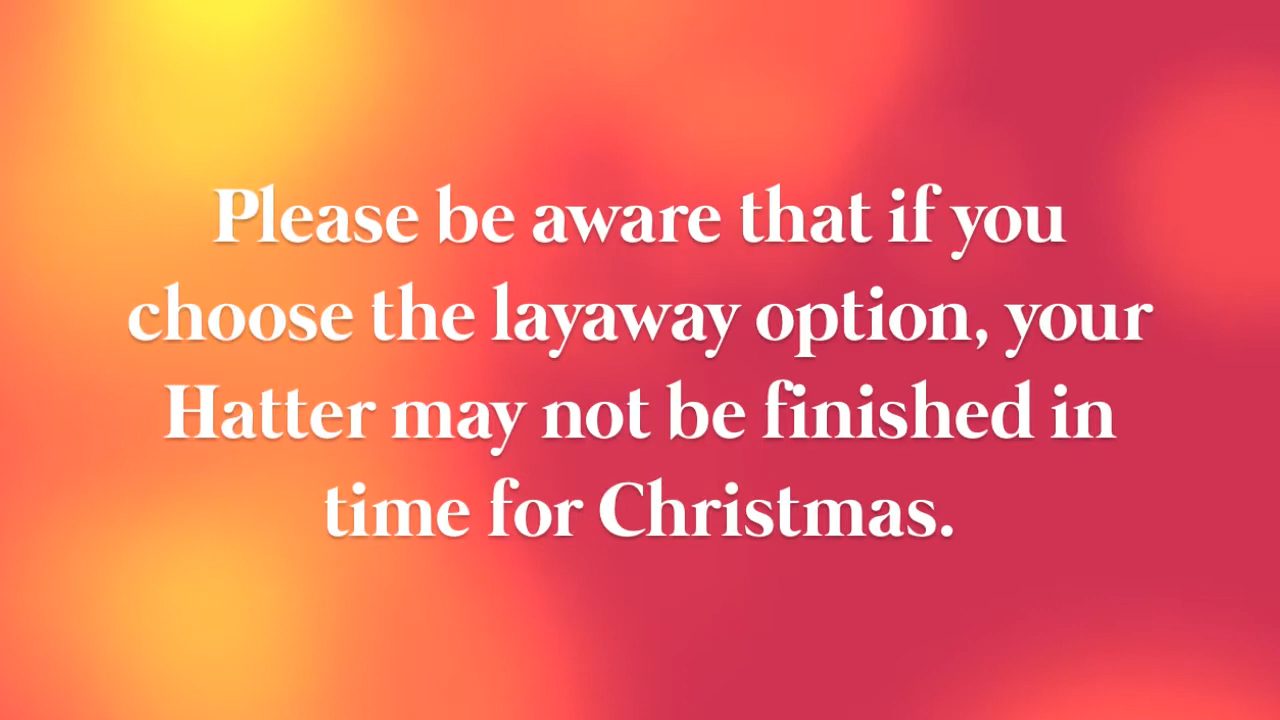 Please be aware that if you
choose the layaway option, your
Hatter may not be finished in
time for Christmas.